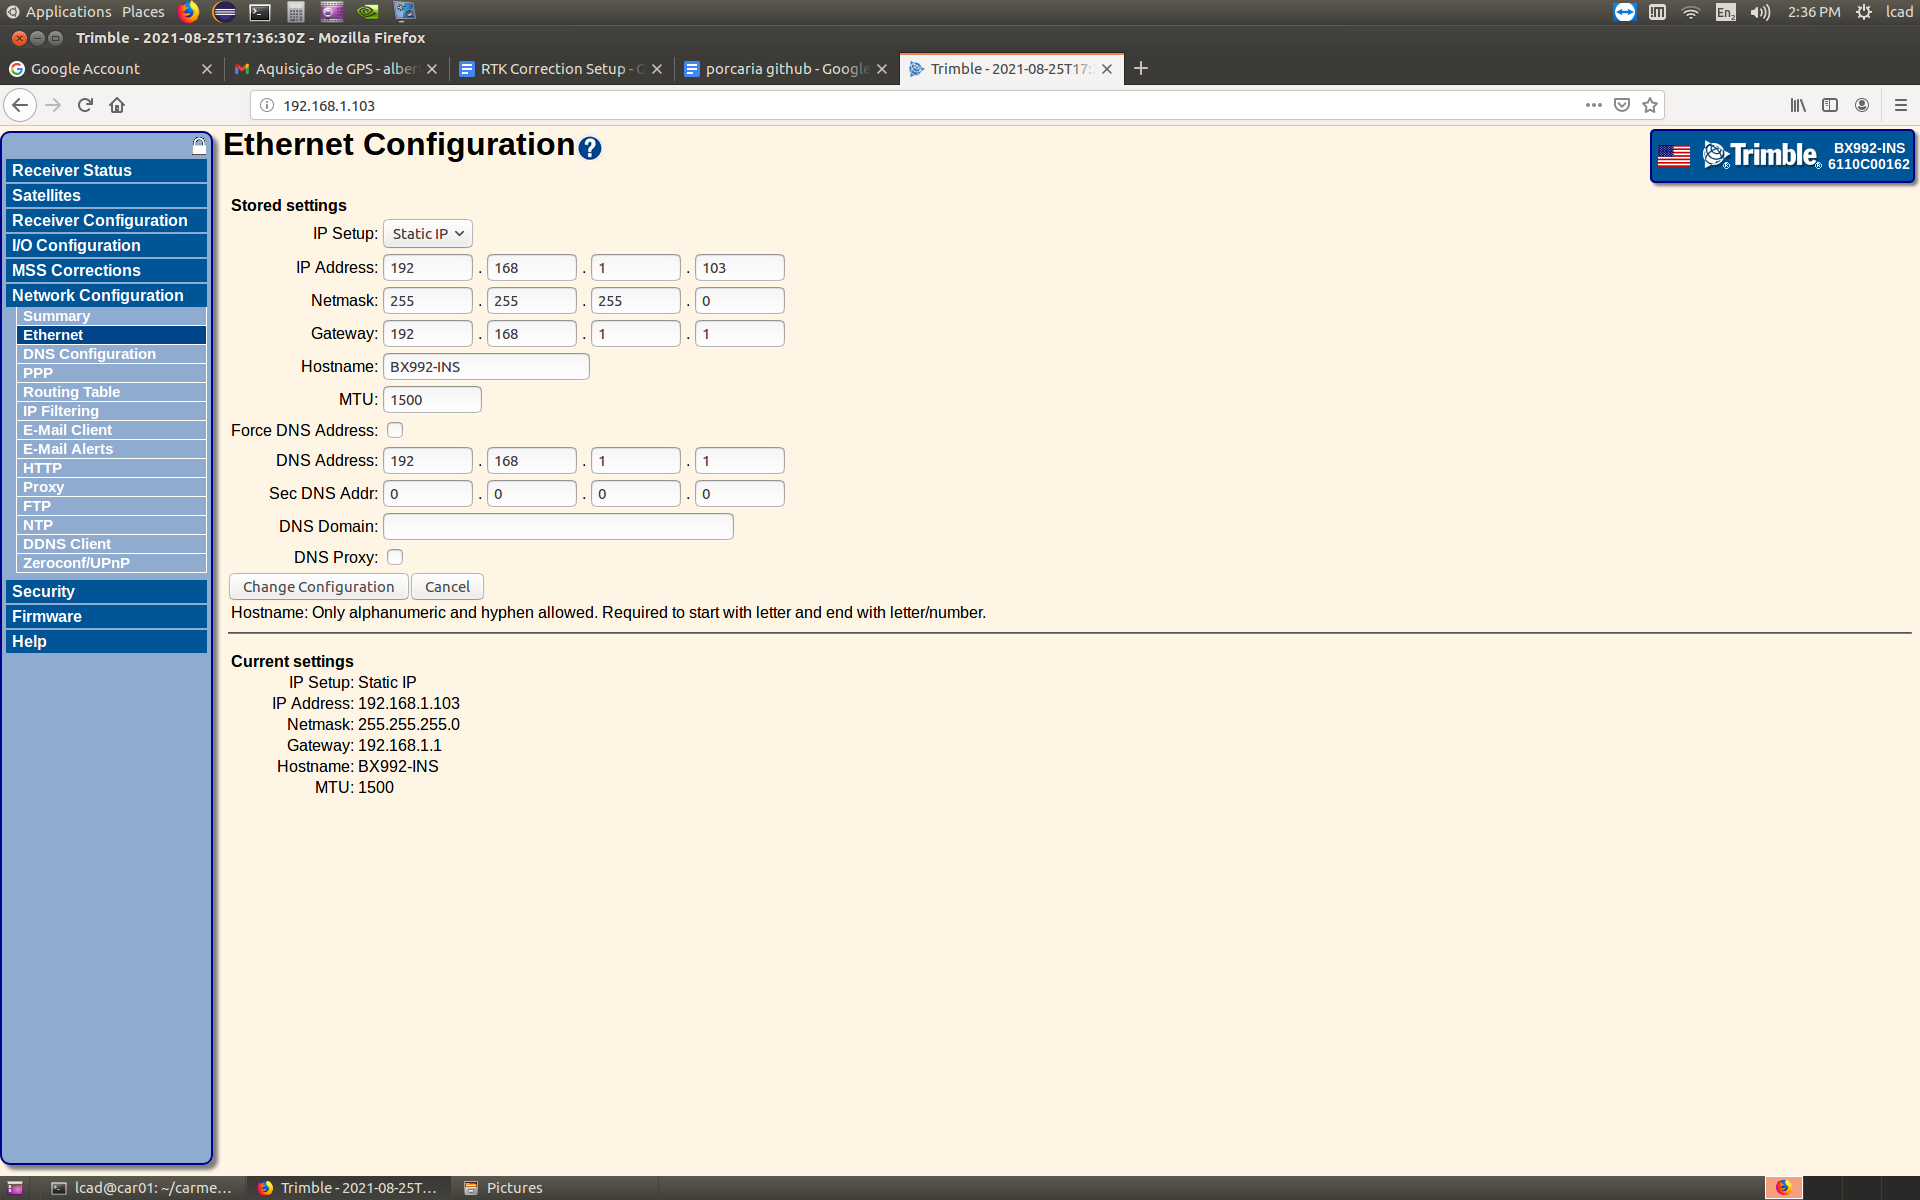 Applications Places
En2
2:36 PM
lcad
Trimble - 2021-08-25T17:36:30Z - Mozilla Firefox
Google Account
Aquisição de GPS - alber
RTK Correction Setup - G
porcaria github - Google
Trimble - 2021-08-25T17:
192.168.1.103
Receiver Status
Satellites
Receiver Configuration
I/O Configuration
MSS Corrections
Network Configuration
Summary
Ethernet
DNS Configuration
PPP
Routing Table
IP Filtering
E-Mail Client
E-Mail Alerts
HTTP
Proxy
FTP
NTP
DDNS Client
Zeroconf/UPnP
Security
Firmware
Help
Ethernet Configuration?
Trimble®
BX992-INS
6110C00162
Stored settings
IP Setup: Static IP
IP Address: 192 . 168 . 1 . 103
Netmask: 255 . 255 . 255 . 0
Gateway: 192 . 168 . 1 . 1
Hostname: BX992-INS
MTU: 1500
Force DNS Address:
DNS Address: 192 . 168 . 1 . 1
Sec DNS Addr: 0 . 0 . 0 . 0
DNS Domain:
DNS Proxy:
Change Configuration Cancel
Hostname: Only alphanumeric and hyphen allowed. Required to start with letter and end with letter/number.
Current settings
IP Setup: Static IP
IP Address: 192.168.1.103
Netmask: 255.255.255.0
Gateway: 192.168.1.1
Hostname: BX992-INS
MTU: 1500
lcad@car01: ~/carme...
Trimble - 2021-08-25T...
Pictures